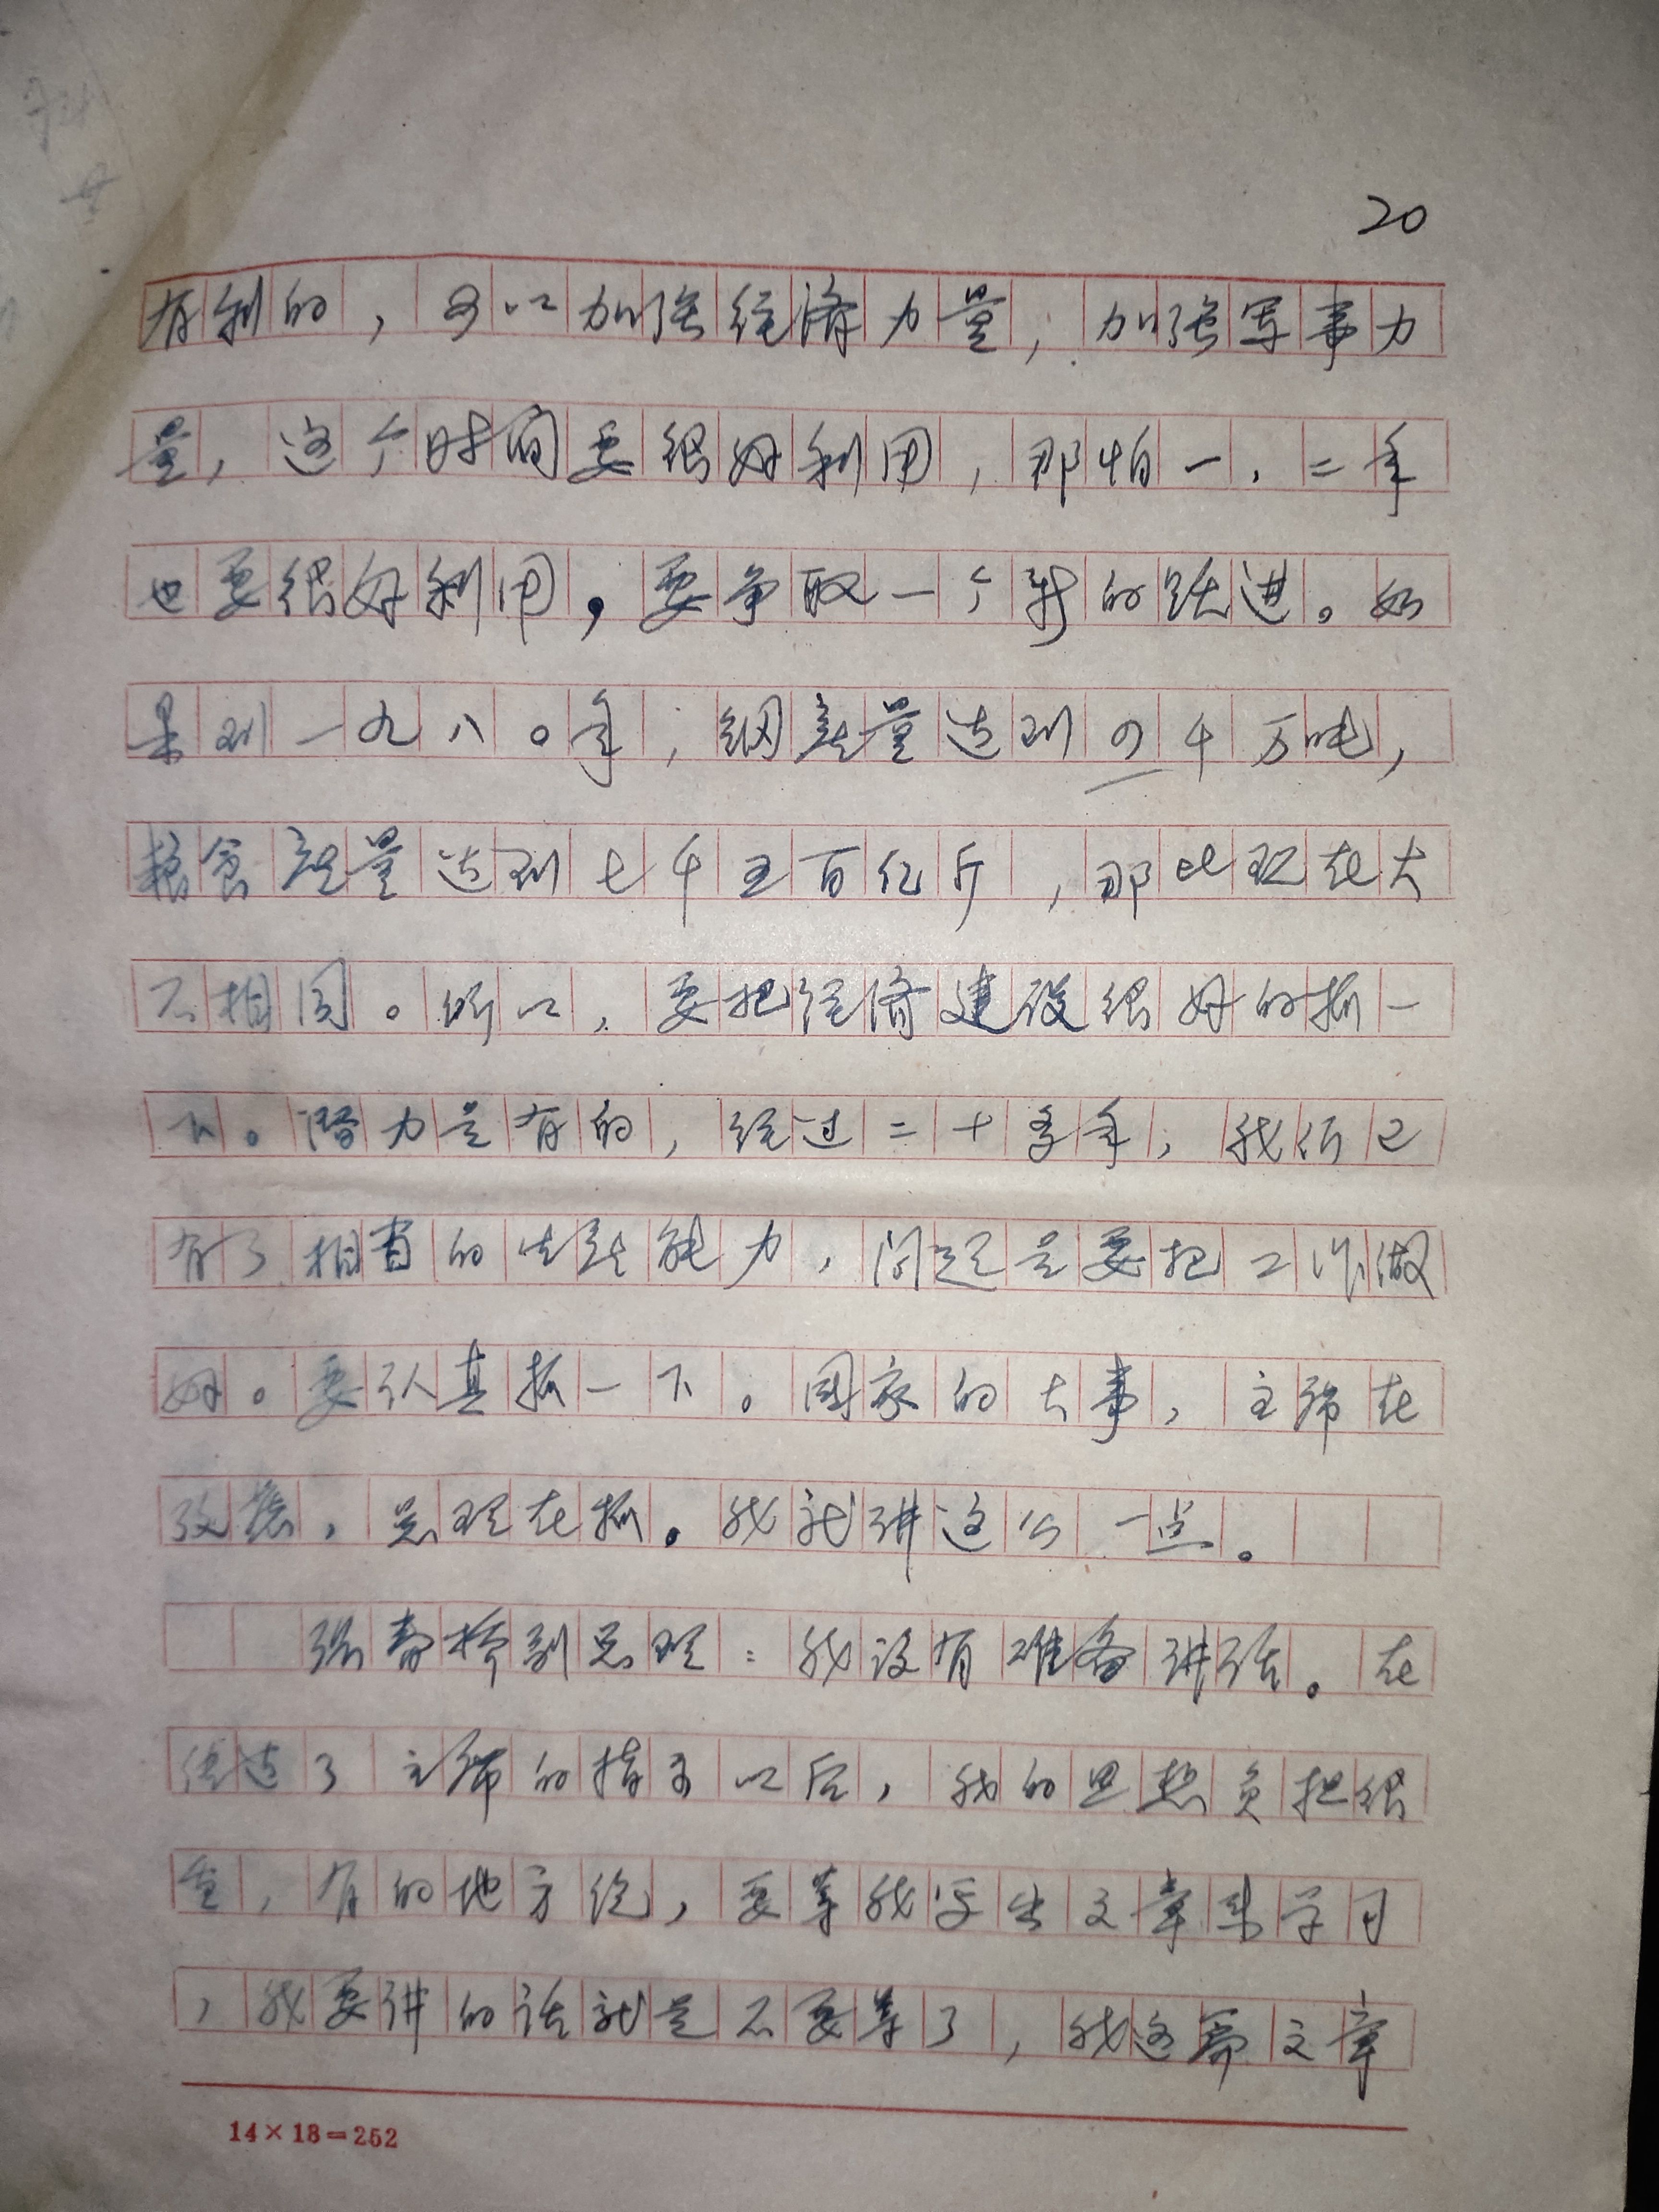 20
有利的，可以加强经济力量，加强军事力
量，这个时间要很好利用，那怕一、二年
也要很好利用，要争取一个新的跃进。如
果到一九八〇年，钢产量达到四千万吨，
粮食产量达到七千五百亿斤，那比现在大
不相同。所以，要把经济建设很好的抓一
下。潜力是有的，经过二十多年，我们已
有了相当的生产能力，问题是要把工作做
好。要认真抓一下。国家的大事，主席在
改造，总理在抓。我就讲这么一点。
张春桥副总理：我没有准备讲话。在
传达了主席的指示以后，我的思想负担很
重，有的地方说，要等我写出文章来学习
，我要讲的话就是不要等了，我这篇文章
14×18=252